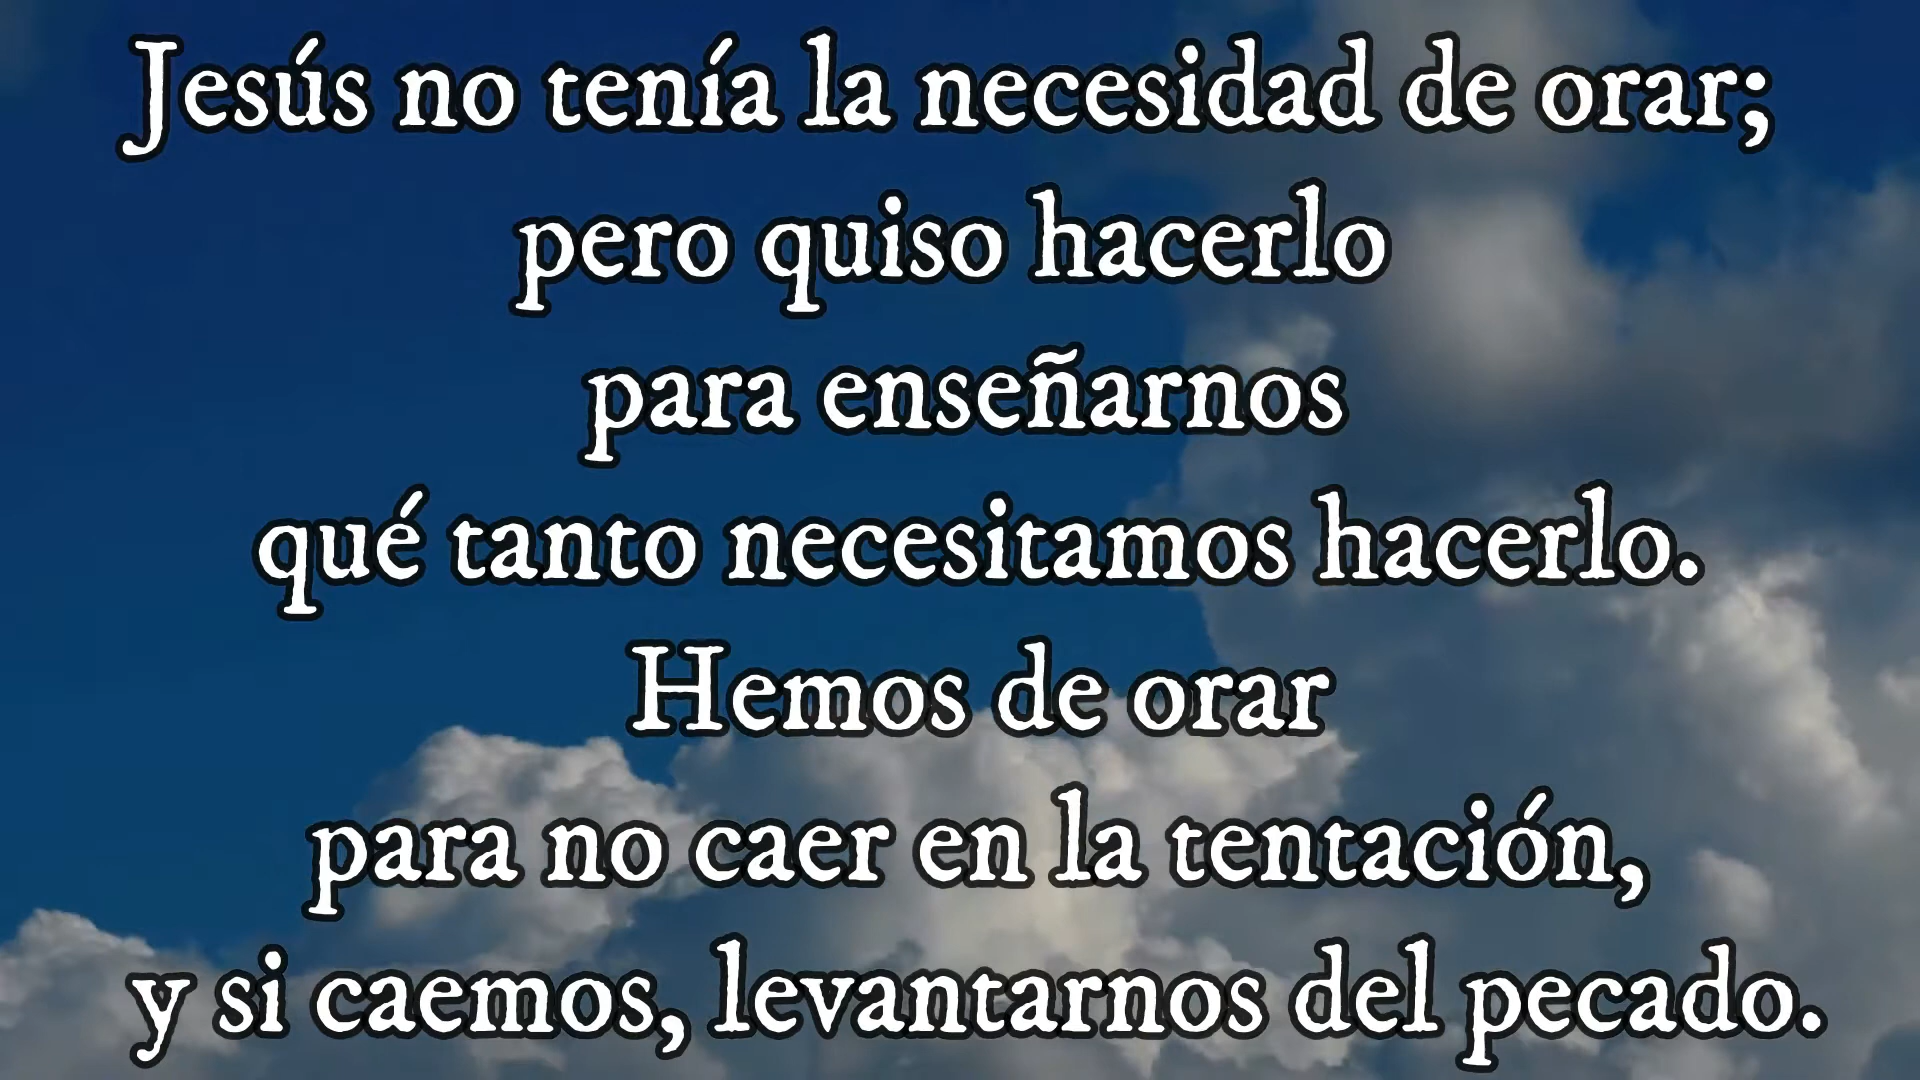 Jesús no tenía la necesidad de orar;
pero quiso hacerlo
para enseñarnos
qué tanto necesitamos hacerlo.
Hemos de orar
para no caer en la tentación,
y si caemos, levantarnos del pecado.